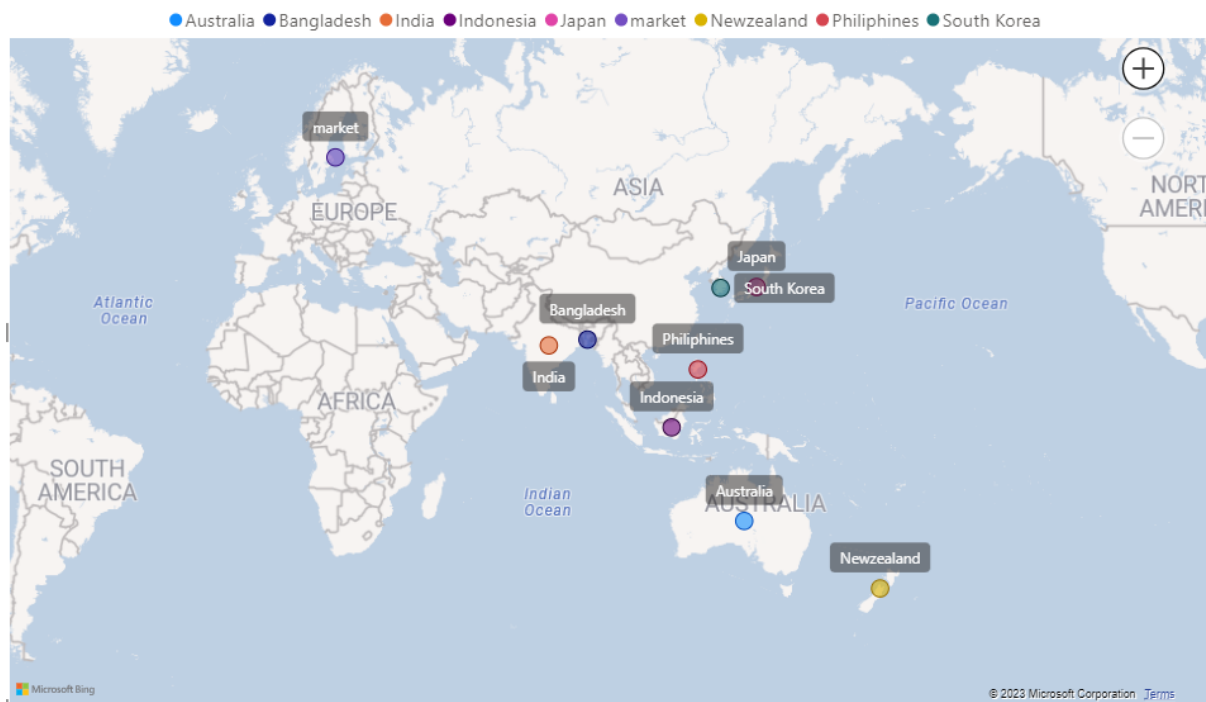 Australia Bangladesh India Indonesia Japan market Newzealand Philiphines South Korea
market
ASIA
NORT
AMERI
EUROPE
Japan
South Korea
Atlantic
Ocean
Pacific Ocean
Bangladesh
Philiphines
India
Indonesia
AFRICA
SOUTH
AMERICA
Indian
Ocean
Australia
AUSTRALIA
Newzealand
Microsoft Bing
© 2023 Microsoft Corporation Terms